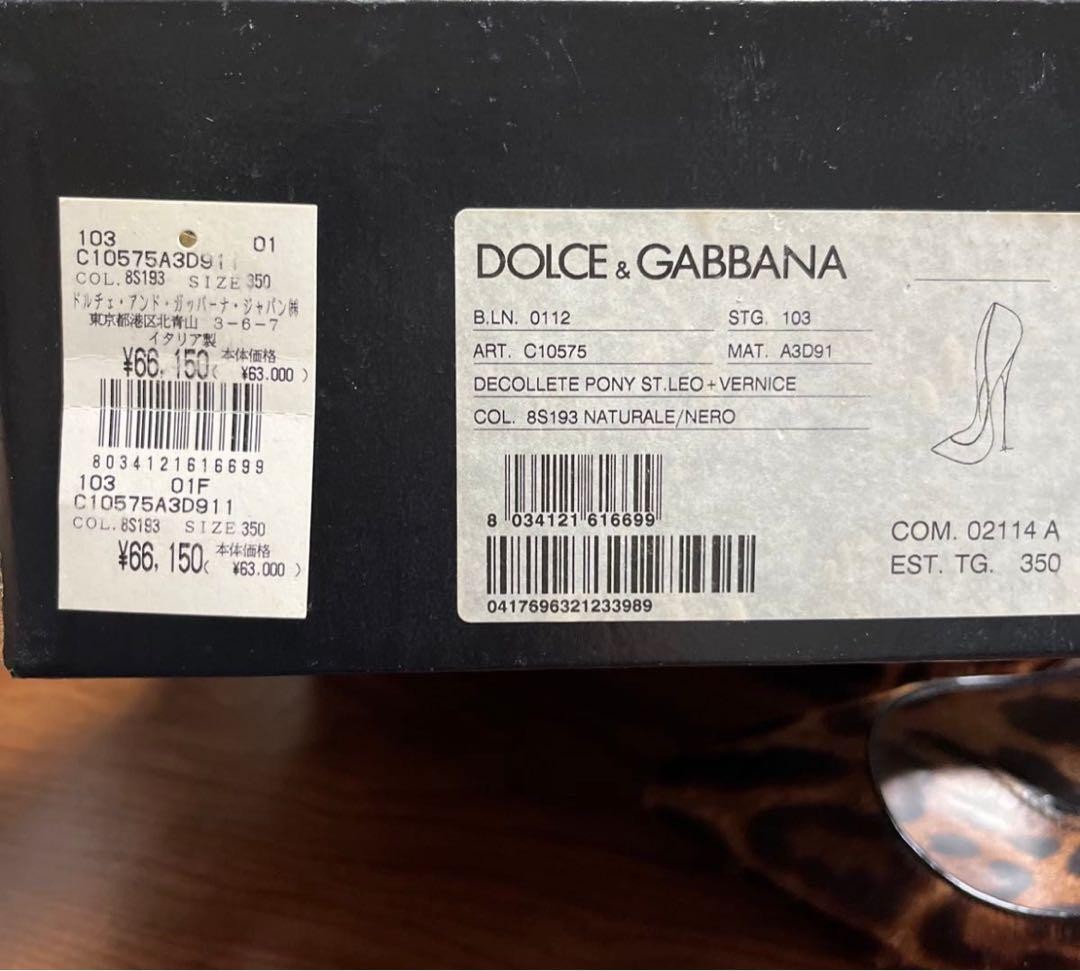 103 01
C10575A3D911
COL. 8S193 SIZE 350
ドルチェ・アンド・ガッバーナ・ジャパン㈱
東京都港区北青山 3-6-7
イタリア製
¥66,150( 本体価格 ¥63.000 )
8034121616699
103 01F
C10575A3D911
COL. 8S193 SIZE 350
¥66,150( 本体価格 ¥63.000 )
DOLCE & GABBANA
B.LN. 0112 STG. 103
ART. C10575 MAT. A3D91
DECOLLETE PONY ST.LEO+VERNICE
COL. 8S193 NATURALE/NERO
8 034121 616699
0417696321233989
COM. 02114 A
EST. TG. 350